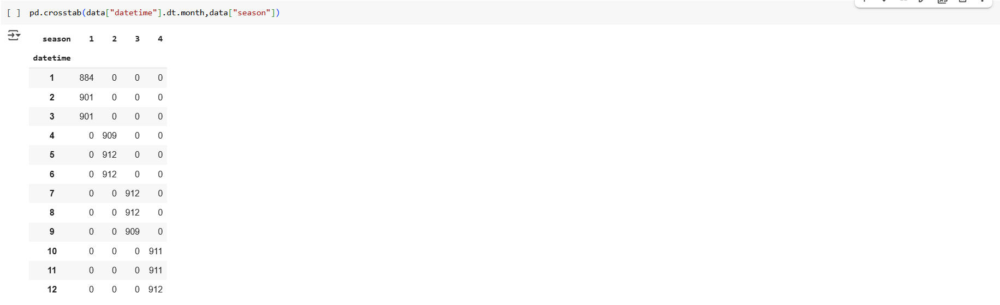 [ ] pd.crosstab(data["datetime"].dt.month,data["season"])
season 1 2 3 4
datetime
1 884 0 0 0
2 901 0 0 0
3 901 0 0 0
4 0 909 0 0
5 0 912 0 0
6 0 912 0 0
7 0 0 912 0
8 0 0 912 0
9 0 0 909 0
10 0 0 0 911
11 0 0 0 911
12 0 0 0 912